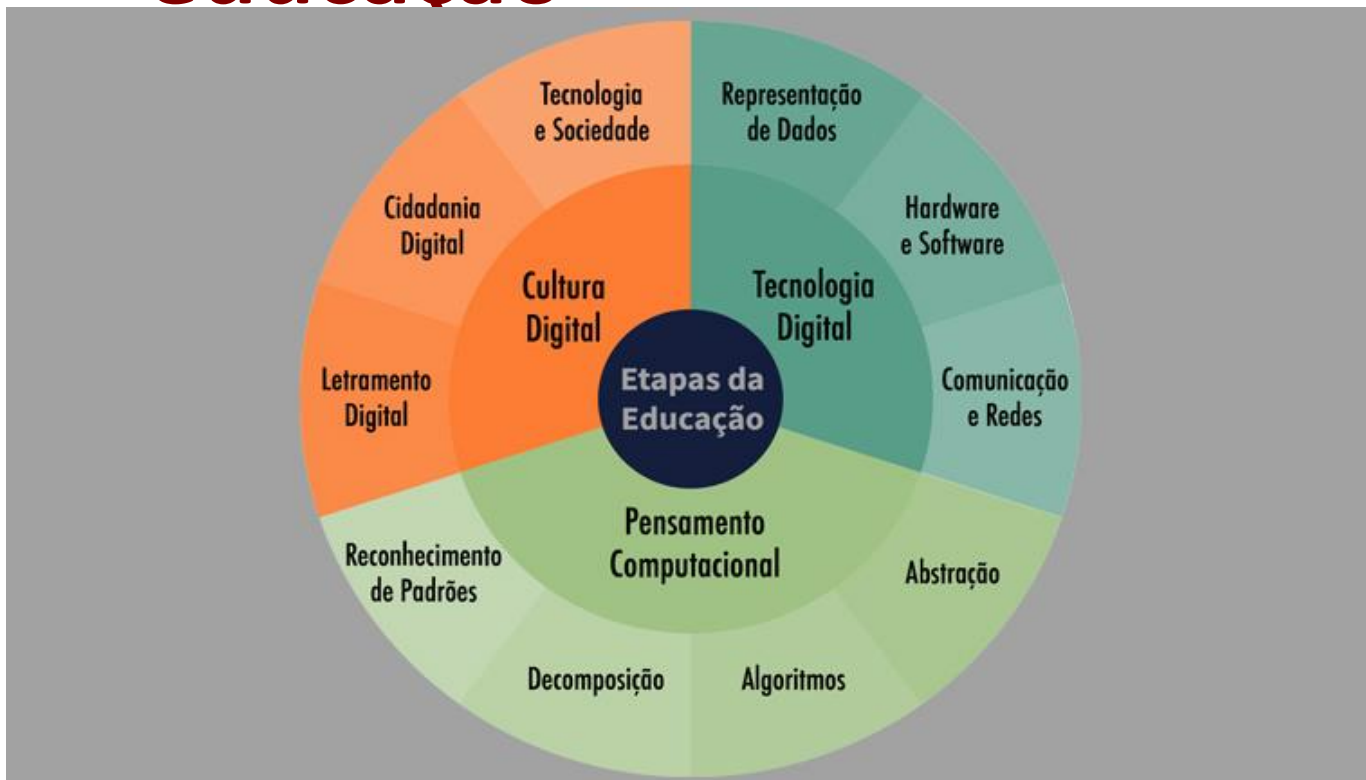 educação
Tecnologia
e Sociedade
Representação
de Dados
Cidadania
Digital
Hardware
e Software
Cultura
Digital
Tecnologia
Digital
Etapas da
Educação
Letramento
Digital
Comunicação
e Redes
Pensamento
Computacional
Reconhecimento
de Padrões
Abstração
Decomposição
Algoritmos